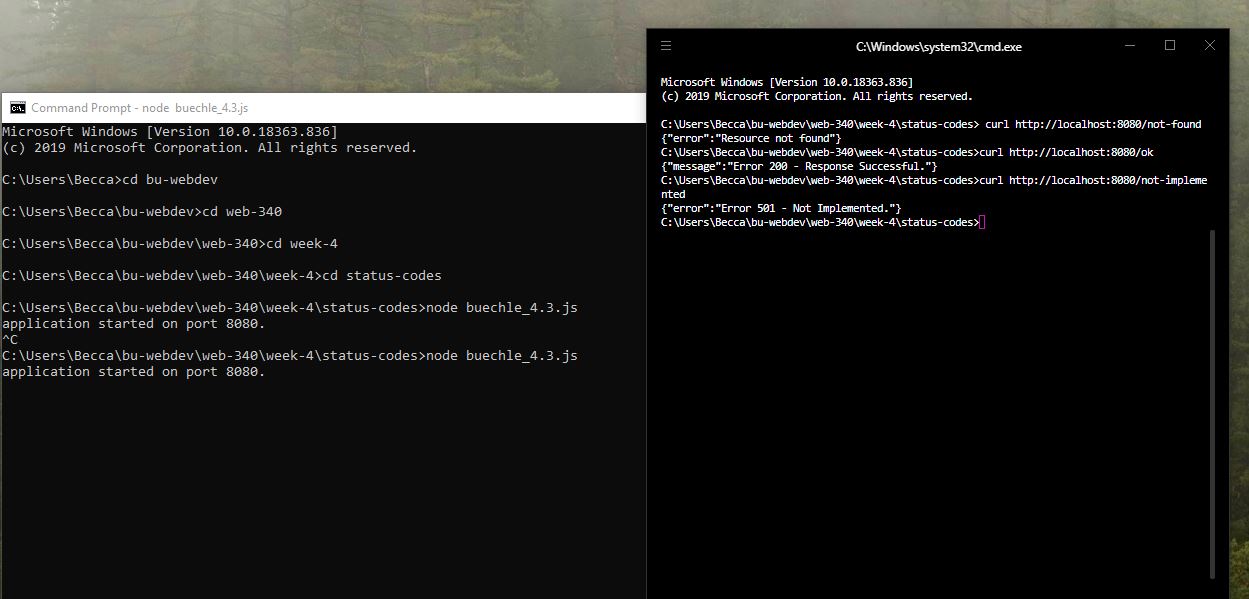 Command Prompt - node  buechle_4.3.js
Microsoft Windows [Version 10.0.18363.836]
(c) 2019 Microsoft Corporation. All rights reserved.
C:\Users\Becca>cd bu-webdev
C:\Users\Becca\bu-webdev>cd web-340
C:\Users\Becca\bu-webdev\web-340>cd week-4
C:\Users\Becca\bu-webdev\web-340\week-4>cd status-codes
C:\Users\Becca\bu-webdev\web-340\week-4\status-codes>node buechle_4.3.js
application started on port 8080.
^C
C:\Users\Becca\bu-webdev\web-340\week-4\status-codes>node buechle_4.3.js
application started on port 8080.
C:\Windows\system32\cmd.exe
Microsoft Windows [Version 10.0.18363.836]
(c) 2019 Microsoft Corporation. All rights reserved.
C:\Users\Becca\bu-webdev\web-340\week-4\status-codes> curl http://localhost:8080/not-found
{"error":"Resource not found"}
C:\Users\Becca\bu-webdev\web-340\week-4\status-codes>curl http://localhost:8080/ok
{"message":"Error 200 - Response Successful."}
C:\Users\Becca\bu-webdev\web-340\week-4\status-codes>curl http://localhost:8080/not-impleme
nted
{"error":"Error 501 - Not Implemented."}
C:\Users\Becca\bu-webdev\web-340\week-4\status-codes>